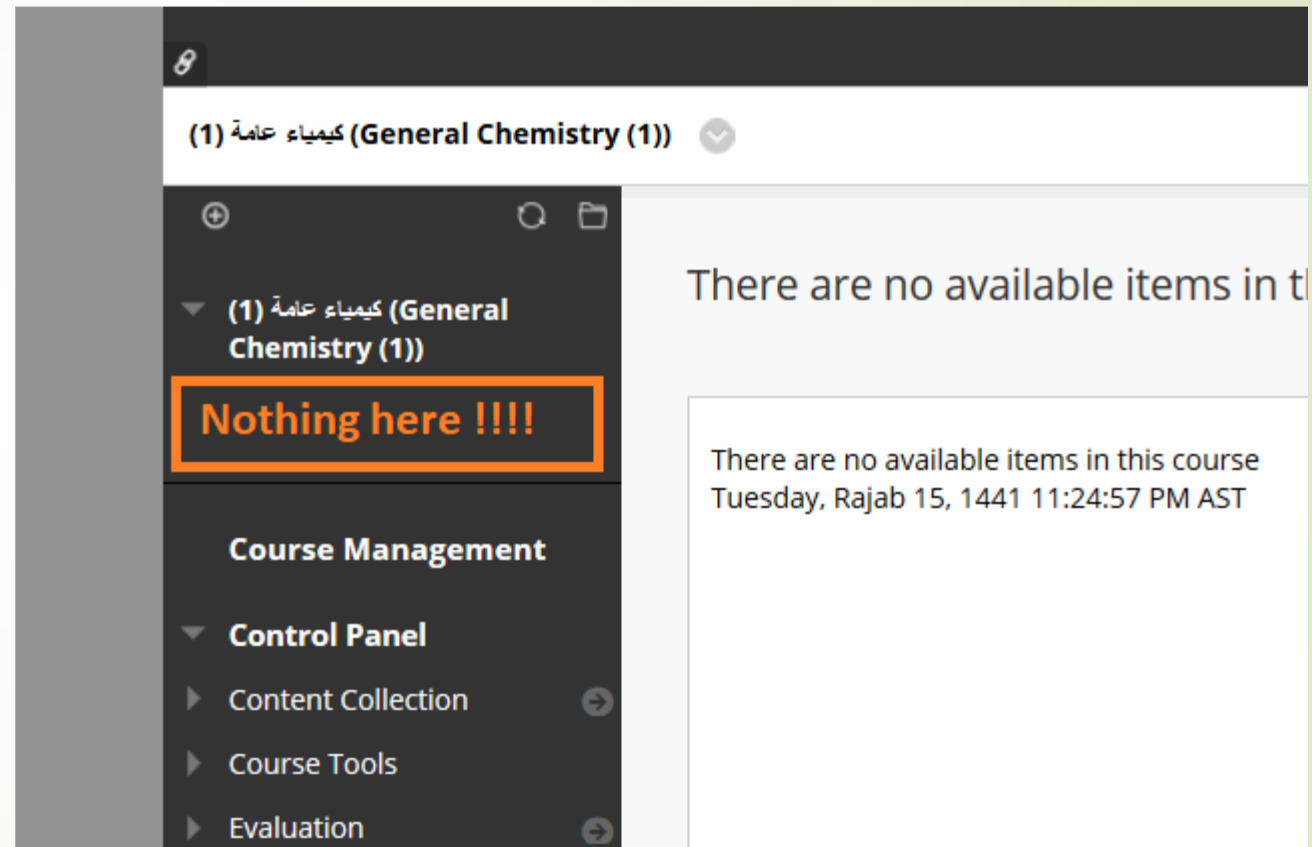 كيمياء عامة (1) (General Chemistry (1))
كيمياء عامة (1) (General
Chemistry (1))
Nothing here !!!!
Course Management
Control Panel
Content Collection
Course Tools
Evaluation
There are no available items in
There are no available items in this course
Tuesday, Rajab 15, 1441 11:24:57 PM AST